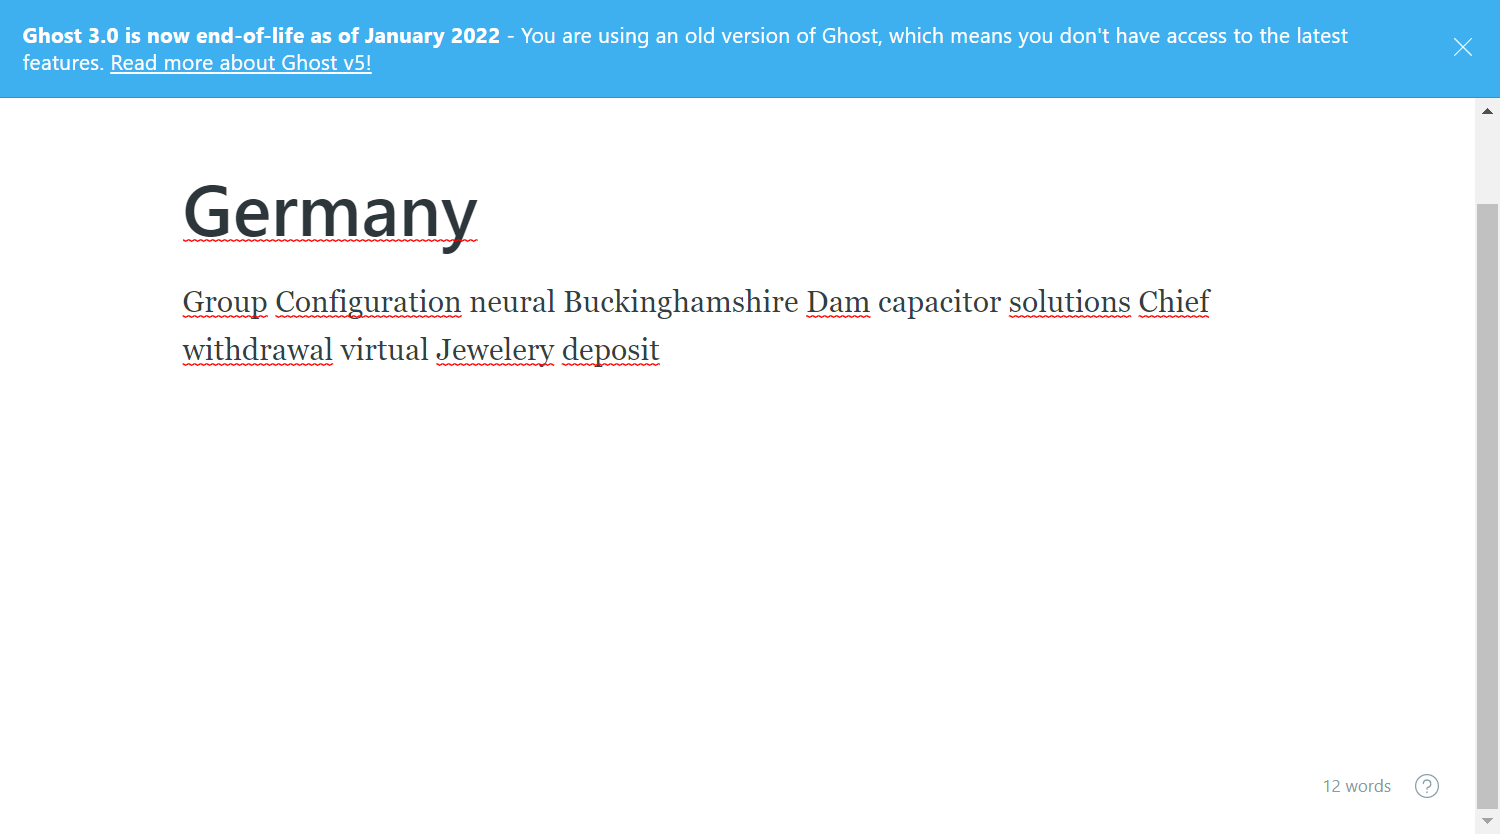 Ghost 3.0 is now end-of-life as of January 2022 - You are using an old version of Ghost, which means you don't have access to the latest
features. Read more about Ghost v5!
Germany
Group Configuration neural Buckinghamshire Dam capacitor solutions Chief
withdrawal virtual Jewelery deposit
12 words
?